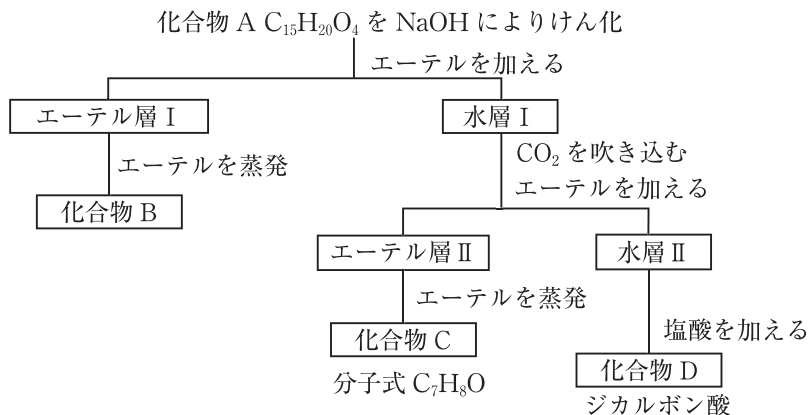 化合物 A C₁₅H₂₀O₄ を NaOH によりけん化
エーテルを加える
エーテル層 Ⅰ
水層 Ⅰ
エーテルを蒸発
CO₂ を吹き込む
エーテルを加える
化合物 B
エーテル層 Ⅱ
水層 Ⅱ
エーテルを蒸発
塩酸を加える
化合物 C
化合物 D
分子式 C₇H₈O
ジカルボン酸